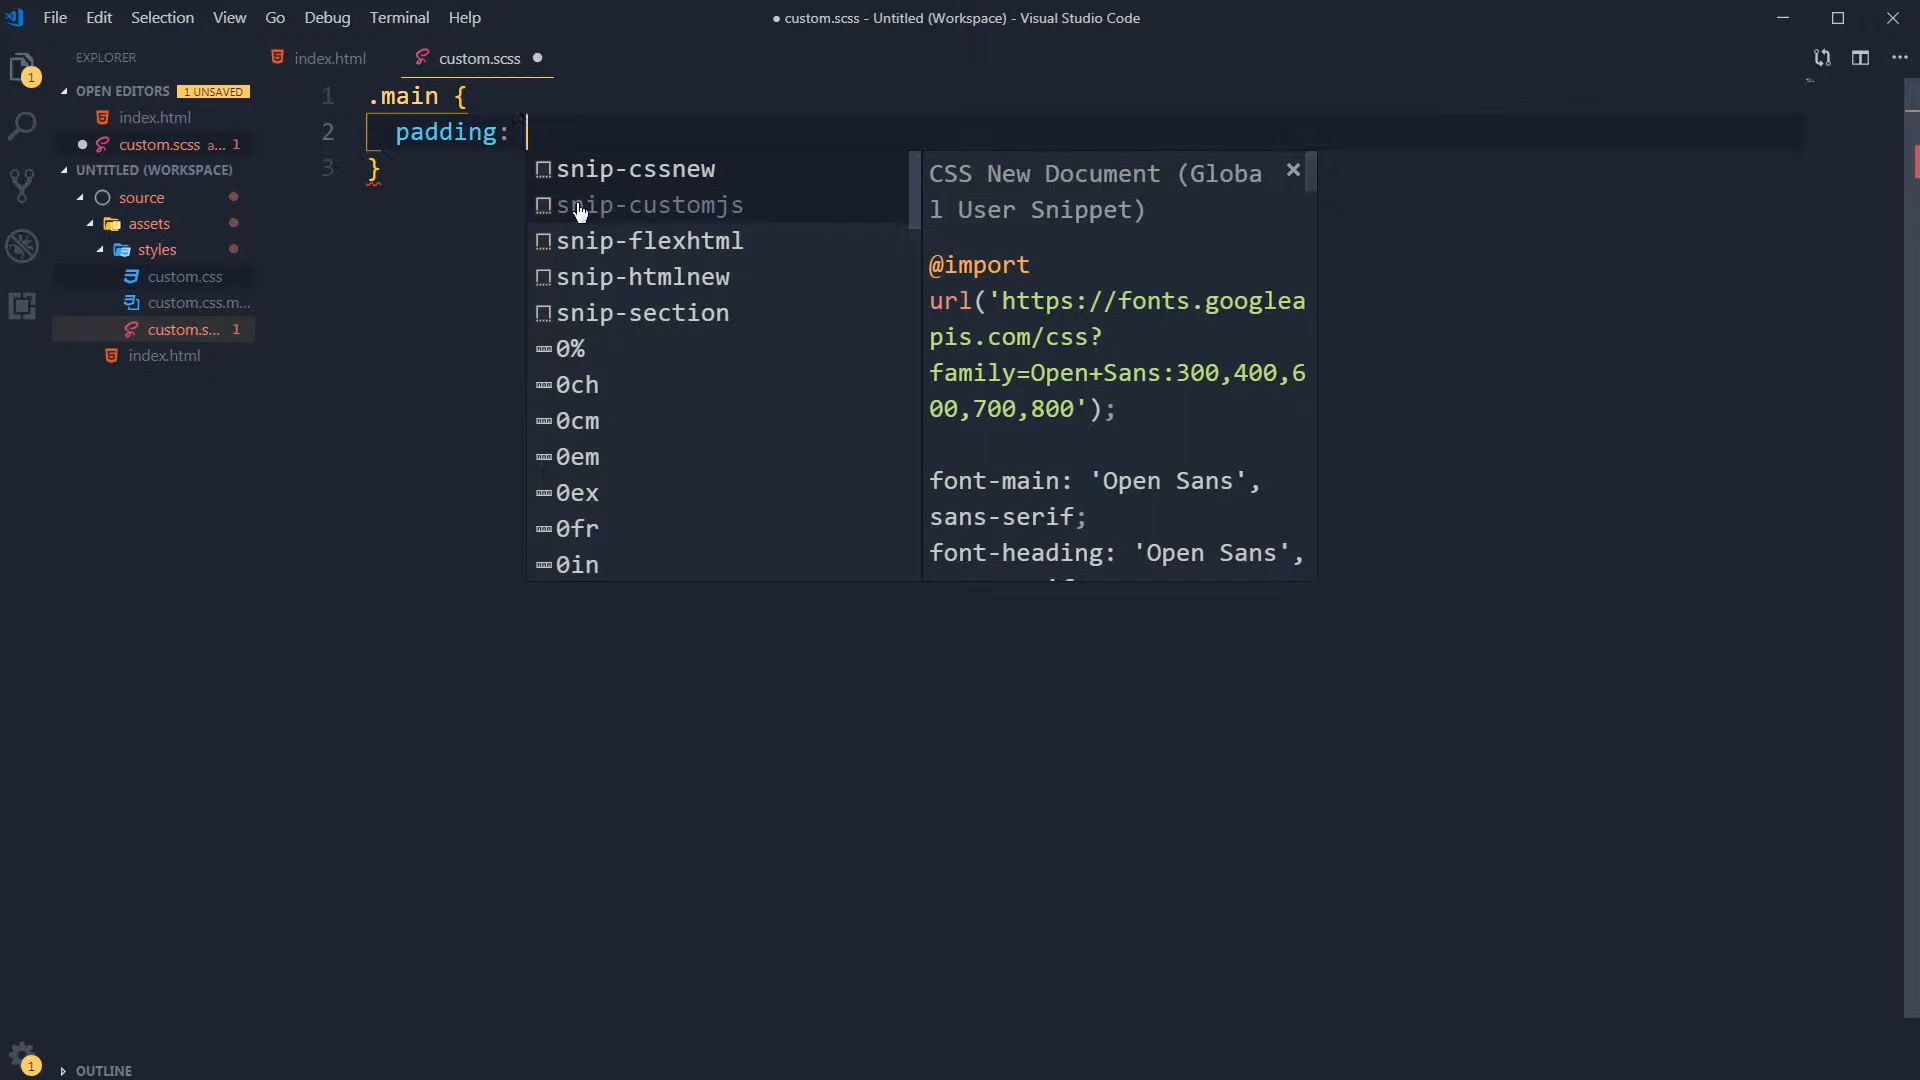 File Edit Selection View Go Debug Terminal Help
● custom.scss - Untitled (Workspace) - Visual Studio Code
EXPLORER
OPEN EDITORS 1 UNSAVED
index.html
custom.scss a... 1
UNTITLED (WORKSPACE)
source
assets
styles
custom.css
custom.css.m...
custom.s... 1
index.html
OUTLINE
1
1
index.html
custom.scss
1 .main {
2 padding:
3 }
snip-cssnew
snip-customjs
snip-flexhtml
snip-htmlnew
snip-section
0%
0ch
0cm
0em
0ex
0fr
0in
CSS New Document (Globa
l User Snippet)
@import
url('https://fonts.googlea
pis.com/css?
family=Open+Sans:300,400,6
00,700,800');
font-main: 'Open Sans',
sans-serif;
font-heading: 'Open Sans',